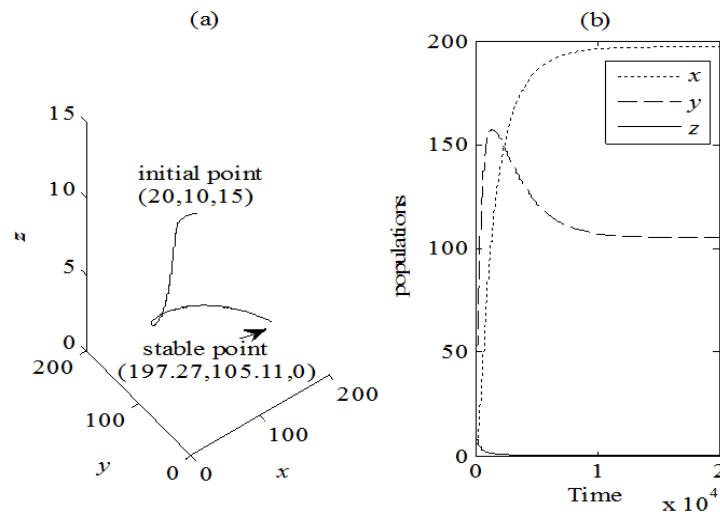 (a)
15
10
5
0
z
initial point
(20,10,15)
stable point
(197.27,105.11,0)
200
100
0
y
0
100
200
x
(b)
200
150
100
50
0
populations
x
y
z
0
1
2
Time
x 10^4